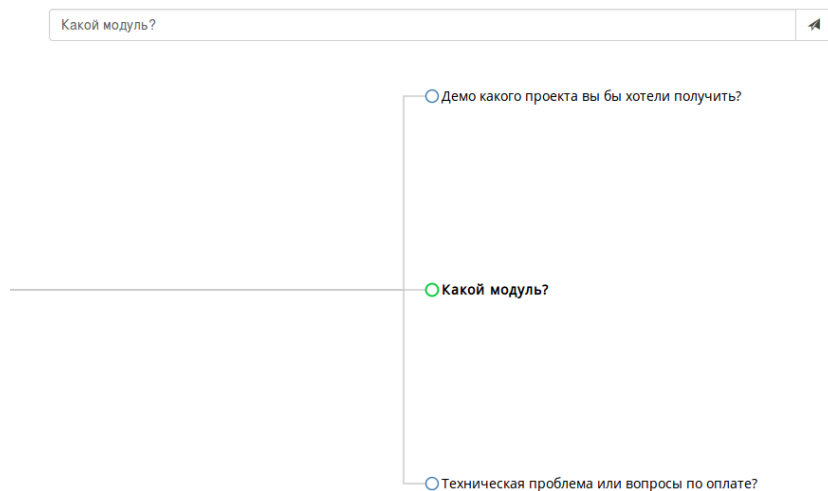 Какой модуль?
Демо какого проекта вы бы хотели получить?
Какой модуль?
Техническая проблема или вопросы по оплате?